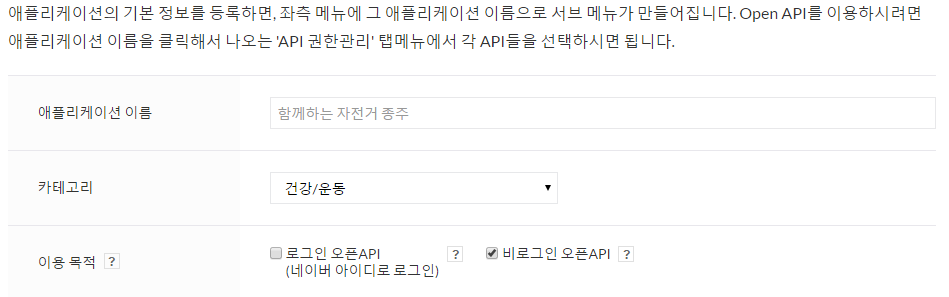 애플리케이션의 기본 정보를 등록하면, 좌측 메뉴에 그 애플리케이션 이름으로 서브 메뉴가 만들어집니다. Open API를 이용하시려면
애플리케이션 이름을 클릭해서 나오는 'API 권한관리' 탭메뉴에서 각 API들을 선택하시면 됩니다.
애플리케이션 이름
함께하는 자전거 종주
카테고리
건강/운동
이용 목적 ?
로그인 오픈API ? 비로그인 오픈API ?
(네이버 아이디로 로그인)